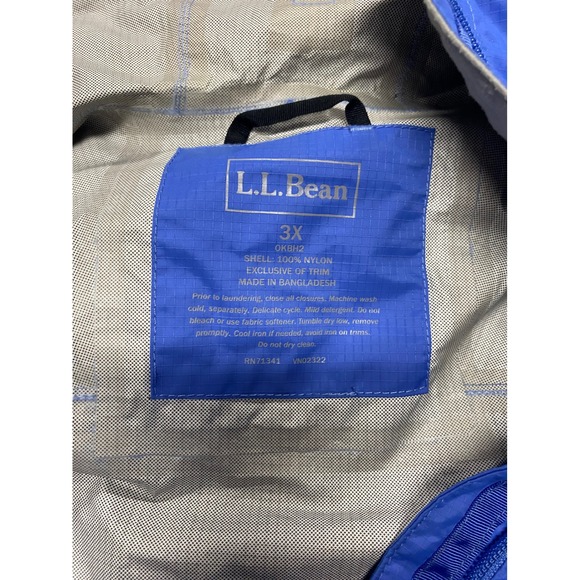 L.L.Bean
3X
0KBH2
SHELL: 100% NYLON
EXCLUSIVE OF TRIM
MADE IN BANGLADESH
Prior to laundering, close all closures. Machine wash
cold, separately. Delicate cycle. Mild detergent. Do not
bleach or use fabric softener. Tumble dry low, remove
promptly. Cool iron if needed, avoid iron on trims.
Do not dry clean.
RN71341 VN02322